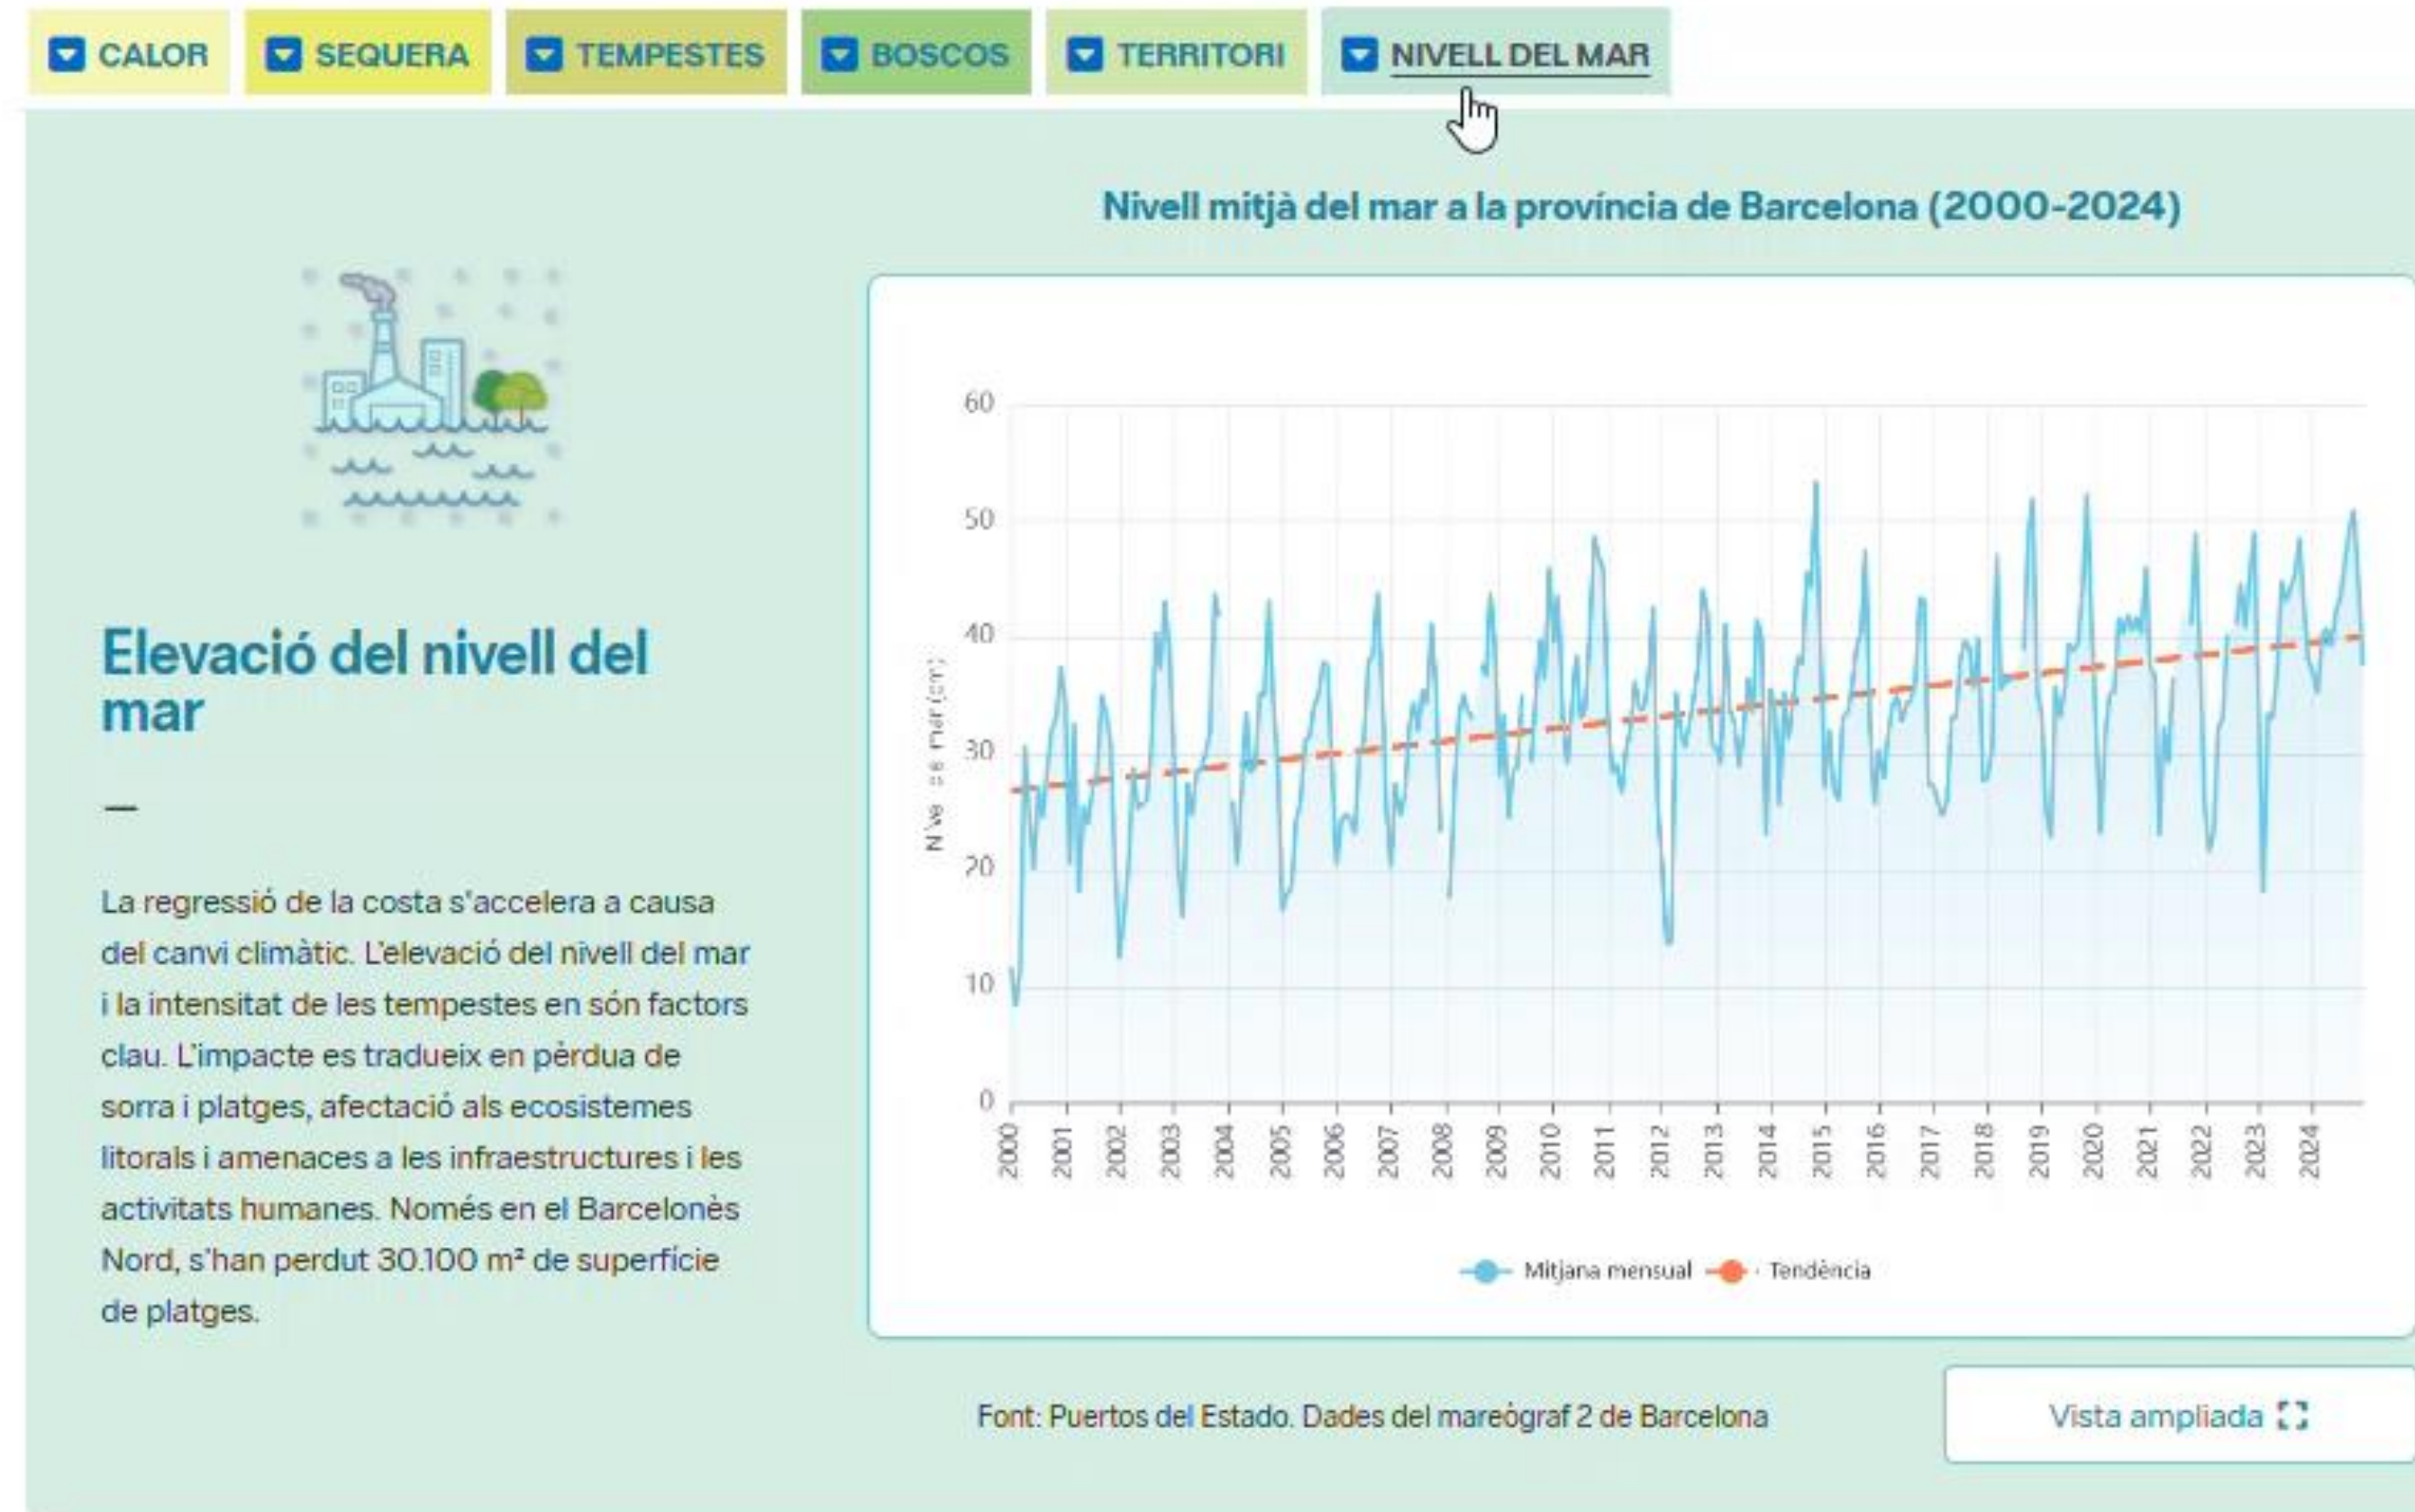 CALOR
SEQUERA
TEMPESTES
BOSCOS
TERRITORI
NIVELL DEL MAR
Nivell mitjà del mar a la província de Barcelona (2000-2024)
Elevació del nivell del
mar
La regressió de la costa s'accelera a causa
del canvi climàtic. L'elevació del nivell del mar
i la intensitat de les tempestes en són factors
clau. L'impacte es tradueix en pèrdua de
sorra i platges, afectació als ecosistemes
litorals i amenaces a les infraestructures i les
activitats humanes. Només en el Barcelonès
Nord, s'han perdut 30.100 m² de superfície
de platges.
60
50
40
30
20
10
0
mar (cm)
2000
2001
2002
2003
2004
2005
2006
2007
2008
2009
2010
2011
2012
2013
2014
2015
2016
2017
2018
2019
2020
2021
2022
2023
2024
Mitjana mensual
Tendència
Font: Puertos del Estado. Dades del mareògraf 2 de Barcelona
Vista ampliada